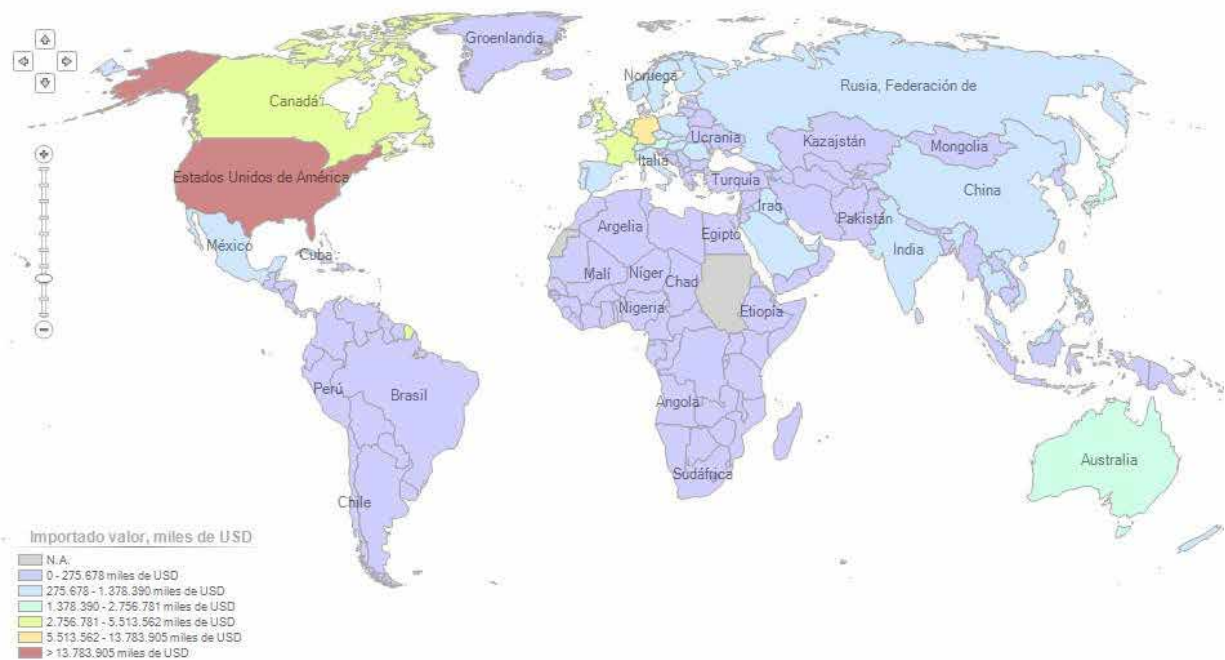 Groenlandia
Noruega
Rusia, Federación de
Canadá
Ucrania
Kazajstán
Mongolia
Italia
Estados Unidos de América
Turquía
China
Iraq
Pakistán
México
Argelia
Egipto
India
Cuba
Malí
Níger
Chad
Nigeria
Etiopía
Perú
Brasil
Angola
Australia
Sudáfrica
Chile
Importado valor, miles de USD
N.A.
0 - 275.678 miles de USD
275.678 - 1.378.390 miles de USD
1.378.390 - 2.756.781 miles de USD
2.756.781 - 5.513.562 miles de USD
5.513.562 - 13.783.905 miles de USD
> 13.783.905 miles de USD